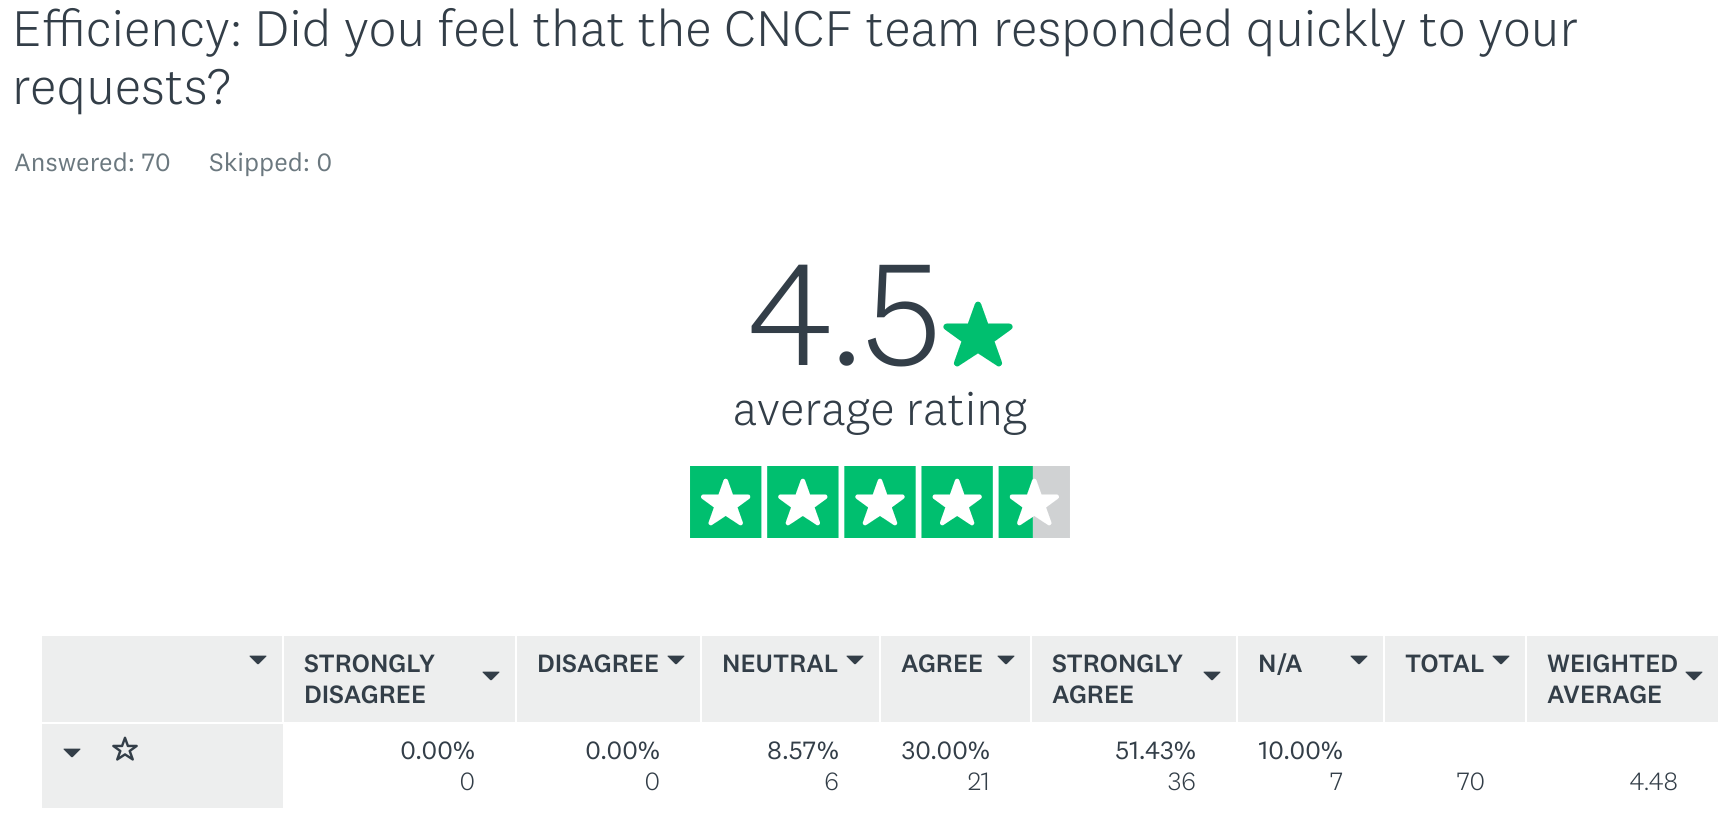 Efficiency: Did you feel that the CNCF team responded quickly to your
requests?
Answered: 70 Skipped: 0
4.5
average rating
STRONGLY DISAGREE DISAGREE NEUTRAL AGREE STRONGLY AGREE N/A TOTAL WEIGHTED AVERAGE
0.00% 0.00% 8.57% 30.00% 51.43% 10.00%
0 0 6 21 36 7 70 4.48